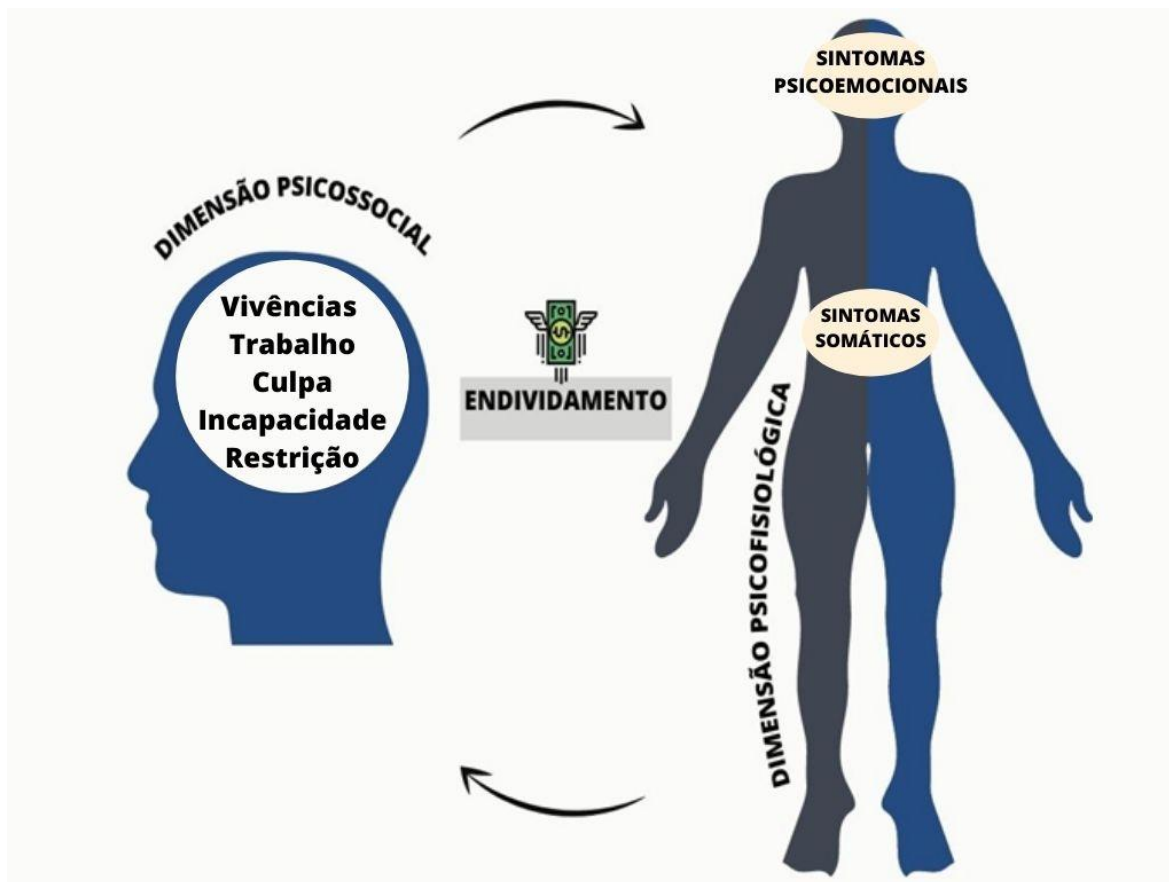 DIMENSÃO PSICOSSOCIAL
Vivências
Trabalho
Culpa
Incapacidade
Restrição
ENDIVIDAMENTO
SINTOMAS
PSICOEMOCIONAIS
SINTOMAS
SOMÁTICOS
DIMENSÃO PSICOFISIOLÓGICA